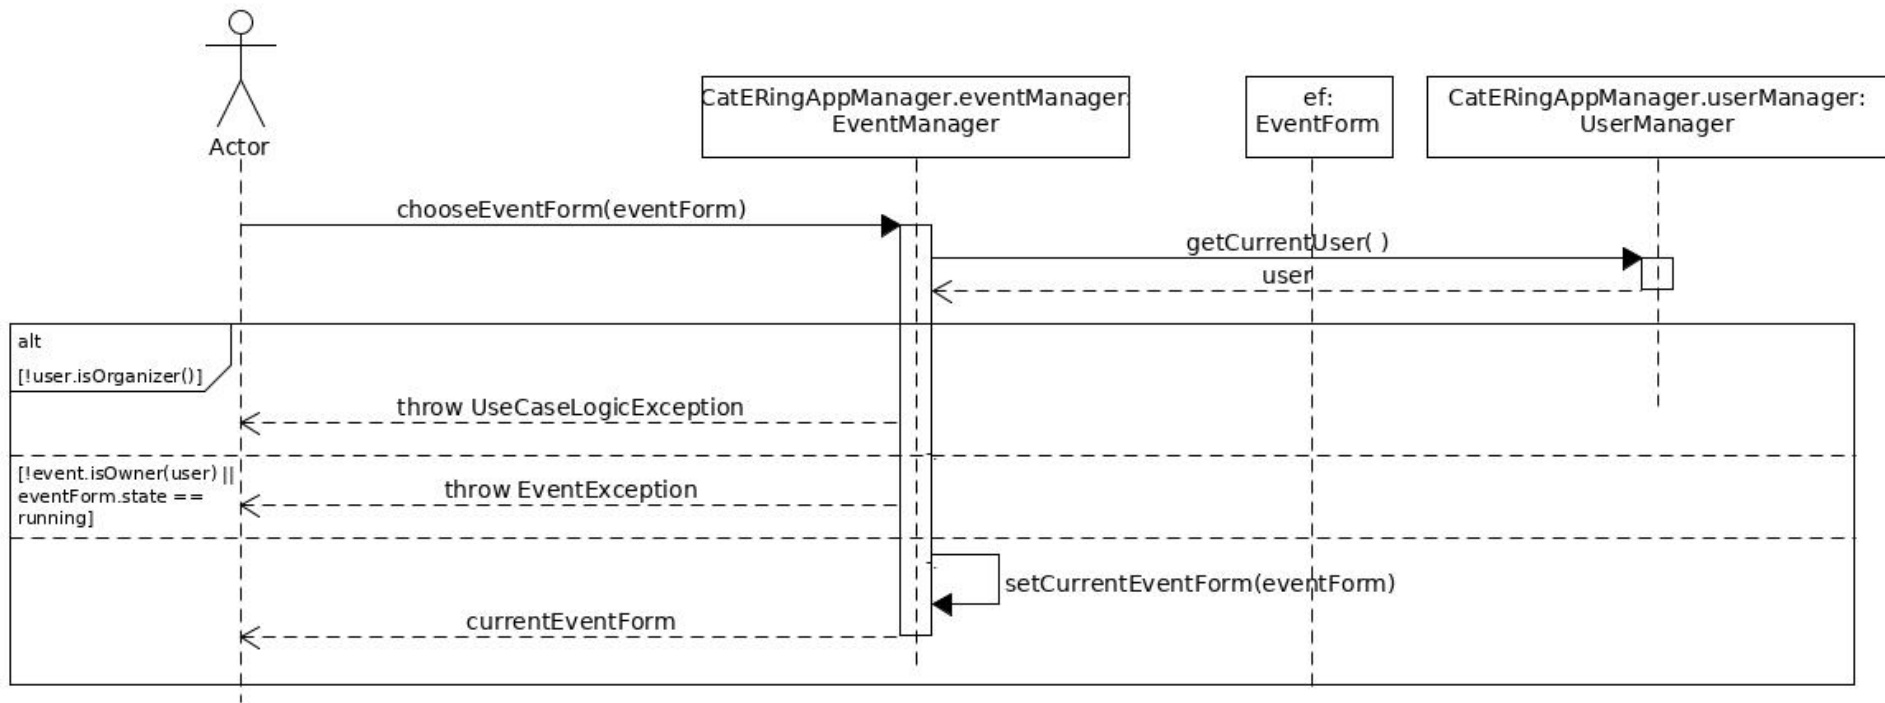 Actor
CatERingAppManager.eventManager:
EventManager
ef:
EventForm
CatERingAppManager.userManager:
UserManager
chooseEventForm(eventForm)
getCurrentUser( )
user
alt
[!user.isOrganizer()]
throw UseCaseLogicException
[!event.isOwner(user) ||
eventForm.state ==
running]
throw EventException
setCurrentEventForm(eventForm)
currentEventForm